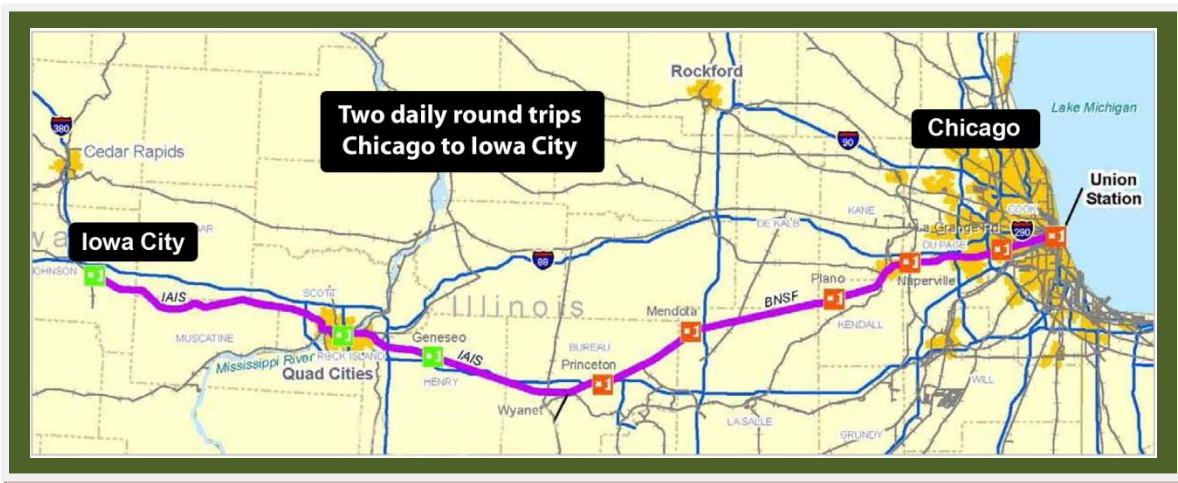 Rockford
Two daily round trips
Chicago to Iowa City
Lake Michigan
380
Cedar Rapids
90
Chicago
Union
Station
KANE
COOK
DE KALB
La Grange Rd
290
DU PAGE
Iowa City
JOHNSON
88
Naperville
Plano
IAIS
SCOTT
Illinois
BNSF
Mendota
KENDALL
MUSCATINE
Geneseo
BUREAU
Mississippi River
ROCK ISLAND
IAIS
Princeton
Quad Cities
HENRY
WILL
Wyanet
LA SALLE
GRUNDY